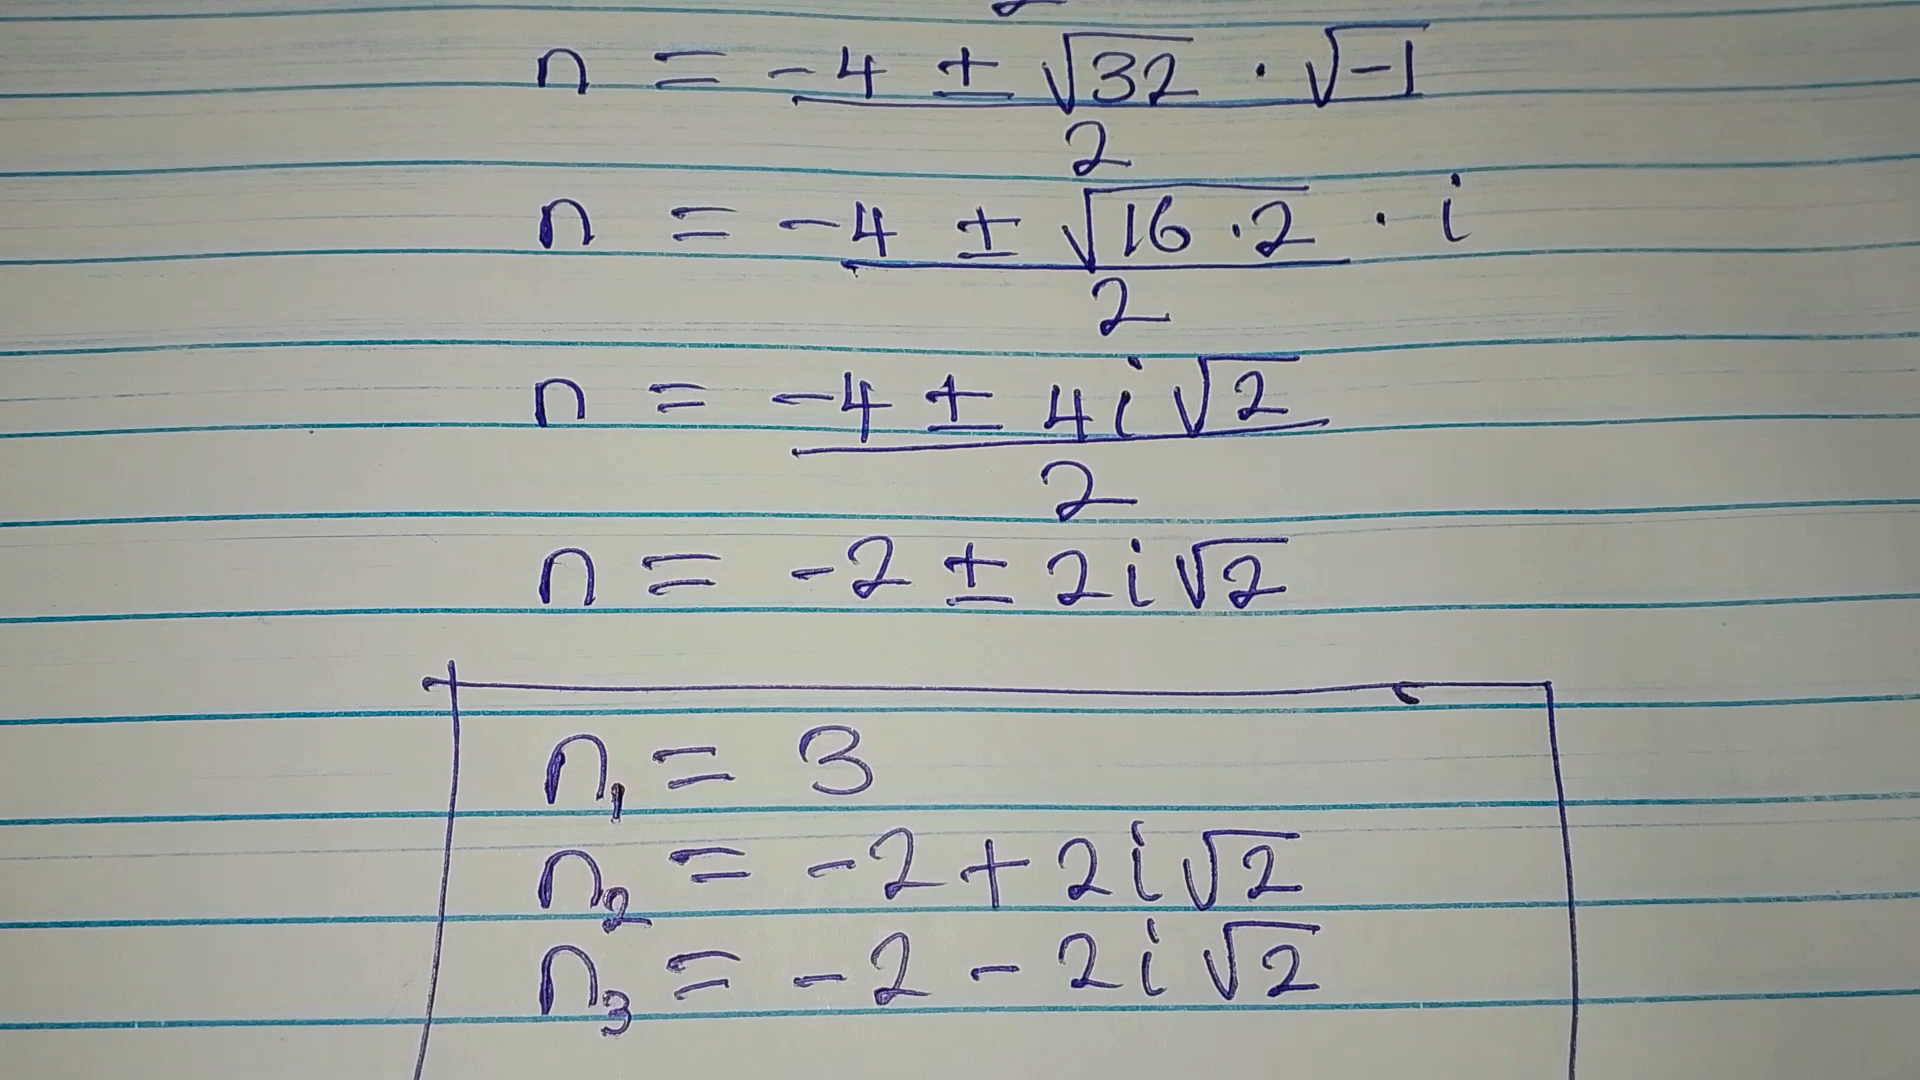 n = -4 ± √32 · √-1
2
n = -4 ± √16·2 · i
2
n = -4 ± 4i√2
2
n = -2 ± 2i√2
n₁ = 3
n₂ = -2 + 2i√2
n₃ = -2 - 2i√2